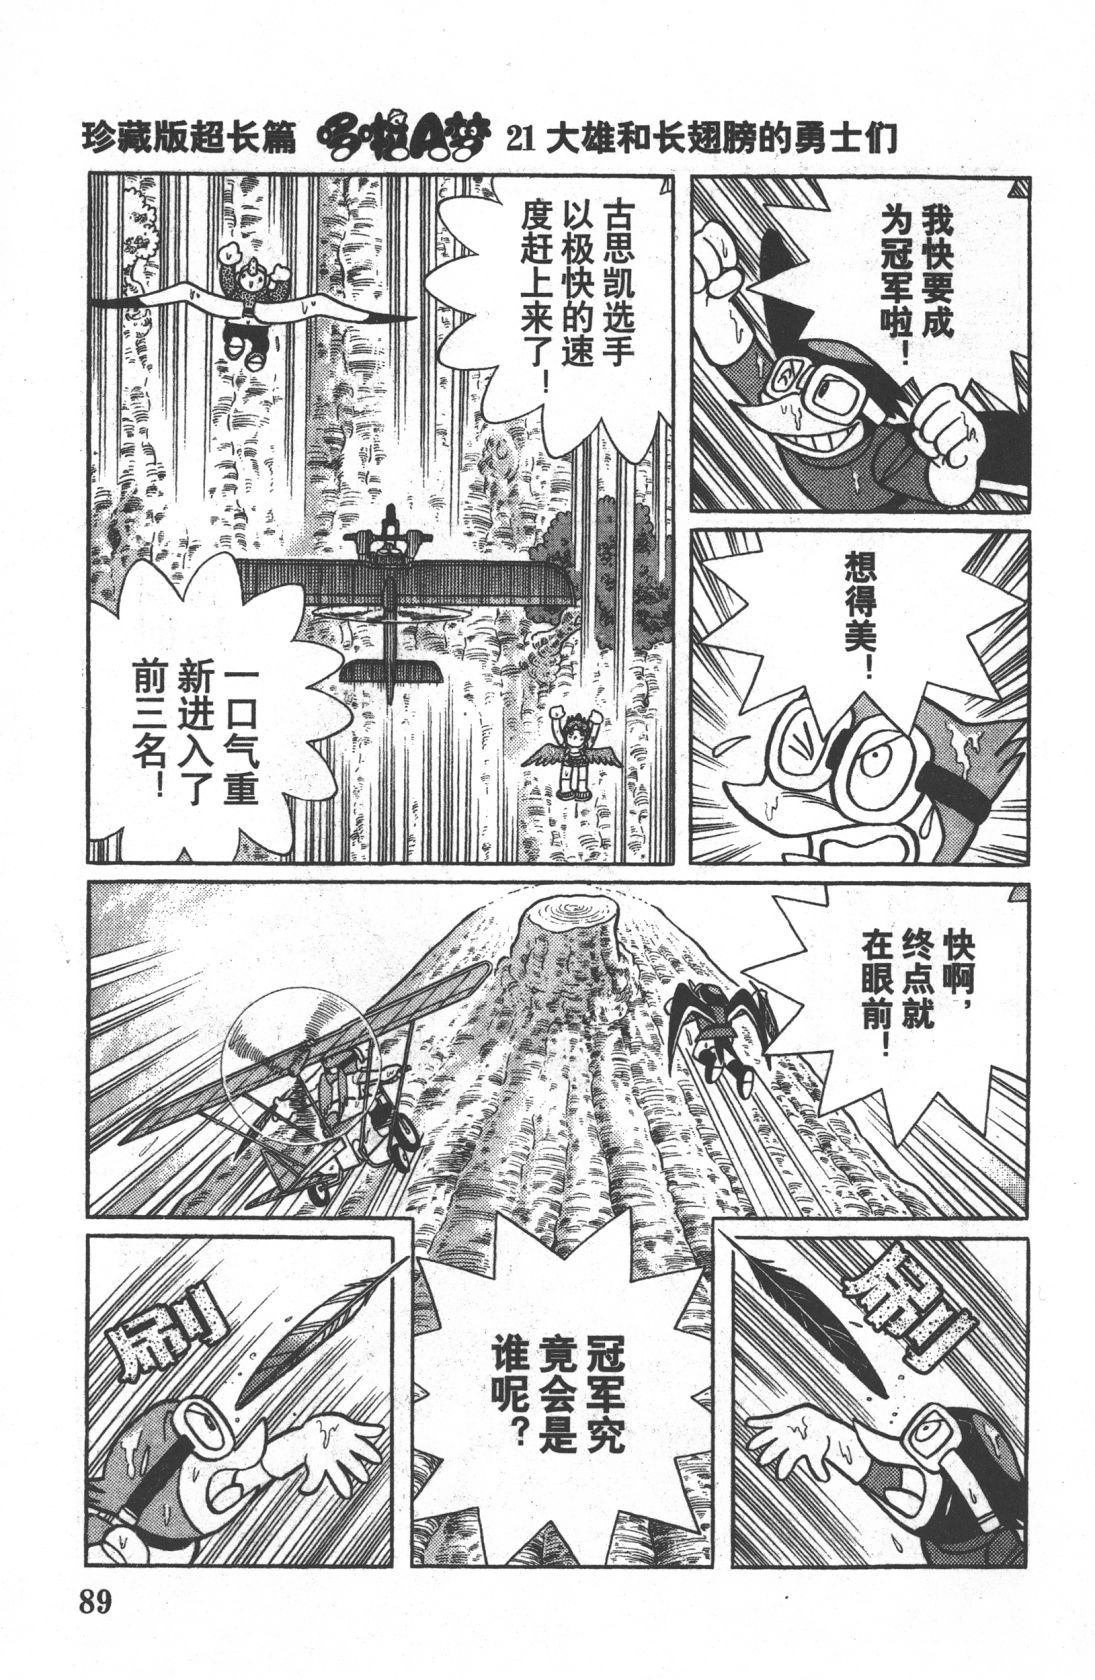 珍藏版超长篇 哆啦A梦 21 大雄和长翅膀的勇士们
我快要成
为冠军啦！
想得美！
古思凯选手
以极快的速
度赶上来了！
一口气重
新进入了
前三名！
快啊，
终点就
在眼前！
刷
冠军究
竟会是
谁呢？
刷
89